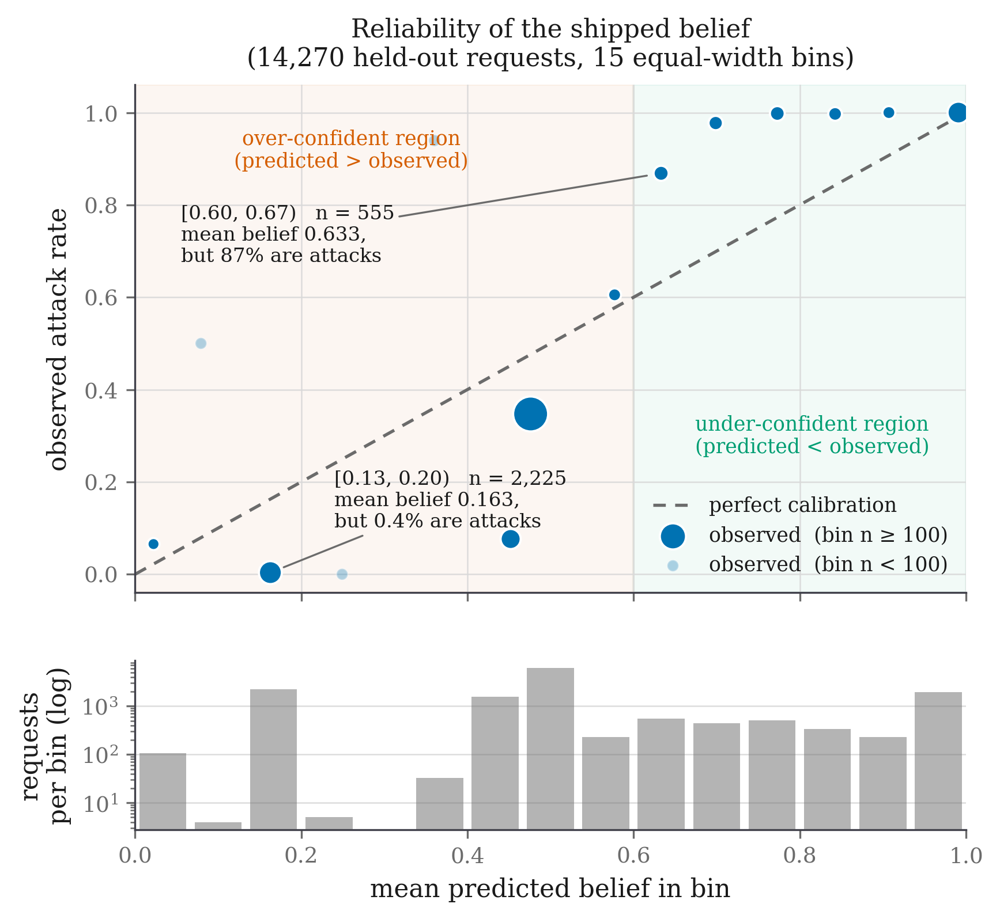 Reliability of the shipped belief
(14,270 held-out requests, 15 equal-width bins)
observed attack rate
1.0
0.8
0.6
0.4
0.2
0.0
over-confident region
(predicted > observed)
[0.60, 0.67)   n = 555
mean belief 0.633,
but 87% are attacks
under-confident region
(predicted < observed)
[0.13, 0.20)   n = 2,225
mean belief 0.163,
but 0.4% are attacks
perfect calibration
observed  (bin n ≥ 100)
observed  (bin n < 100)
requests
per bin (log)
10³
10²
10¹
0.0
0.2
0.4
0.6
0.8
1.0
mean predicted belief in bin